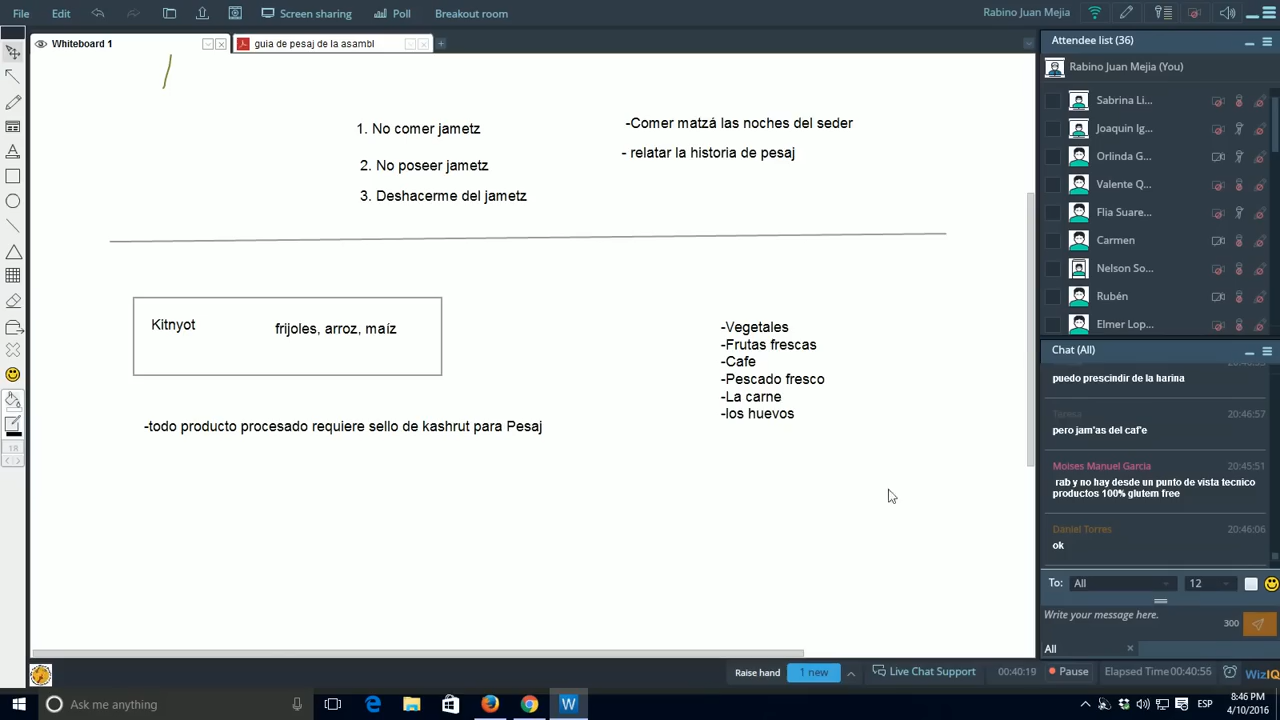 File
Edit
Screen sharing
Poll
Breakout room
Rabino Juan Mejia
Whiteboard 1
guia de pesaj de la asambl
1. No comer jametz
2. No poseer jametz
3. Deshacerme del jametz
-Comer matzá las noches del seder
- relatar la historia de pesaj
Kitnyot
frijoles, arroz, maíz
-todo producto procesado requiere sello de kashrut para Pesaj
-Vegetales
-Frutas frescas
-Cafe
-Pescado fresco
-La carne
-los huevos
Attendee list (36)
Rabino Juan Mejia (You)
Sabrina Li...
Joaquin Ig...
Orlinda G...
Valente Q...
Flia Suare...
Carmen
Nelson So...
Rubén
Elmer Lop...
Chat (All)
puedo prescindir de la harina
Teresa 20:46:57
pero jam'as del caf'e
Moises Manuel Garcia 20:45:51
rab y no hay desde un punto de vista tecnico
productos 100% glutem free
Daniel Torres 20:46:06
ok
To: All 12
Write your message here.
300
All
Raise hand
1 new
Live Chat Support
00:40:19
Pause
Elapsed Time 00:40:56
WizIQ
Ask me anything
ESP
8:46 PM
4/10/2016